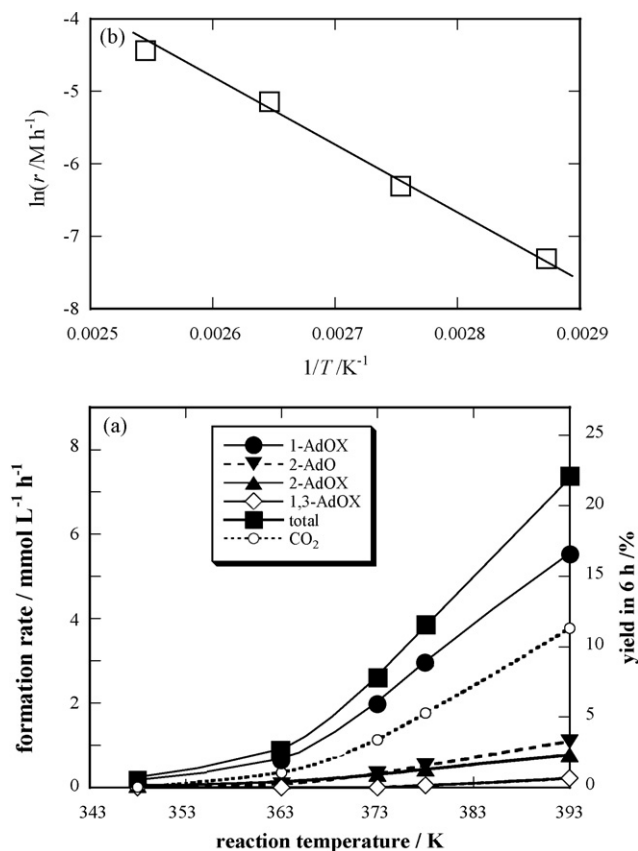 (b)
-4
-5
-6
-7
-8
ln(r /M h-1)
0.0025 0.0026 0.0027 0.0028 0.0029
1/T /K-1
(a)
8
6
4
2
0
formation rate / mmol L-1 h-1
1-AdOX
2-AdO
2-AdOX
1,3-AdOX
total
CO2
25
20
15
10
5
0
yield in 6 h /%
343 353 363 373 383 393
reaction temperature / K